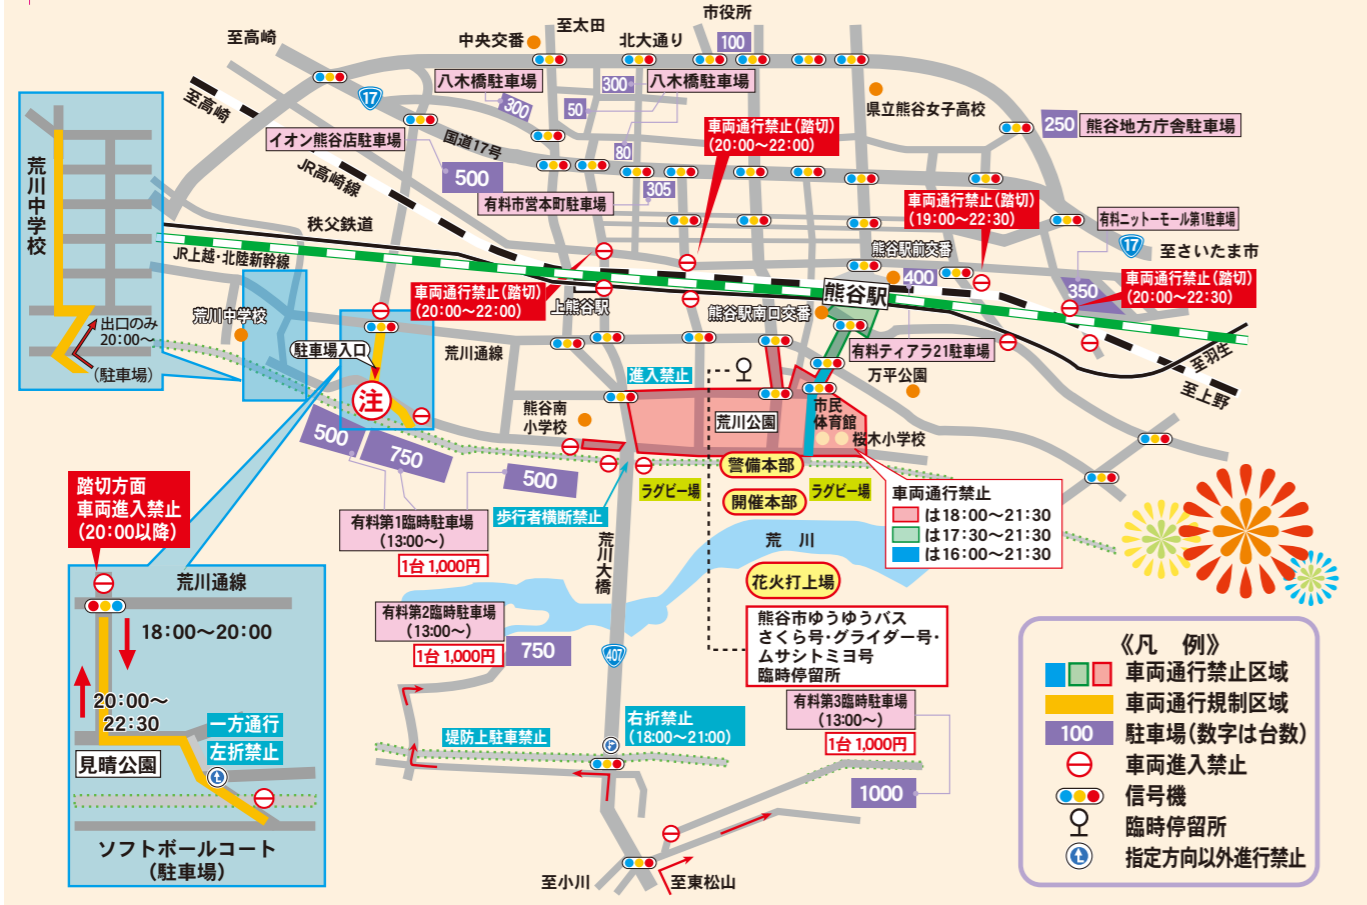 市役所
至太田
至高崎
中央交番
北大通り
100
八木橋駐車場
300
八木橋駐車場
300
50
17
至高崎
県立熊谷女子高校
250
熊谷地方庁舎駐車場
車両通行禁止(踏切)
(20:00〜22:00)
イオン熊谷店駐車場
国道17号
80
500
JR高崎線
305
有料市営本町駐車場
車両通行禁止(踏切)
(19:00〜22:30)
有料ニットーモール第1駐車場
17
至さいたま市
荒川中学校
秩父鉄道
JR上越・北陸新幹線
熊谷駅前交番
400
350
車両通行禁止(踏切)
(20:00〜22:30)
車両通行禁止(踏切)
(20:00〜22:00)
上熊谷駅
熊谷駅
熊谷駅南口交番
出口のみ
20:00〜
(駐車場)
荒川中学校
駐車場入口
荒川通線
有料ティアラ21駐車場
至羽生
至上野
万平公園
進入禁止
注
熊谷南
小学校
荒川公園
市民
体育館
桜木小学校
500
750
500
警備本部
開催本部
ラグビー場
ラグビー場
歩行者横断禁止
有料第1臨時駐車場
(13:00〜)
1台 1,000円
車両通行禁止
は18:00〜21:30
は17:30〜21:30
は16:00〜21:30
踏切方面
車両進入禁止
(20:00以降)
荒川大橋
荒 川
花火打上場
荒川通線
18:00〜20:00
20:00〜
22:30
一方通行
左折禁止
見晴公園
ソフトボールコート
(駐車場)
有料第2臨時駐車場
(13:00〜)
1台 1,000円
750
407
熊谷市ゆうゆうバス
さくら号・グライダー号・
ムサシトミヨ号
臨時停留所
有料第3臨時駐車場
(13:00〜)
1台 1,000円
1000
堤防上駐車禁止
右折禁止
(18:00〜21:00)
至小川
至東松山
《凡 例》
車両通行禁止区域
車両通行規制区域
100
駐車場(数字は台数)
車両進入禁止
信号機
臨時停留所
指定方向以外進行禁止